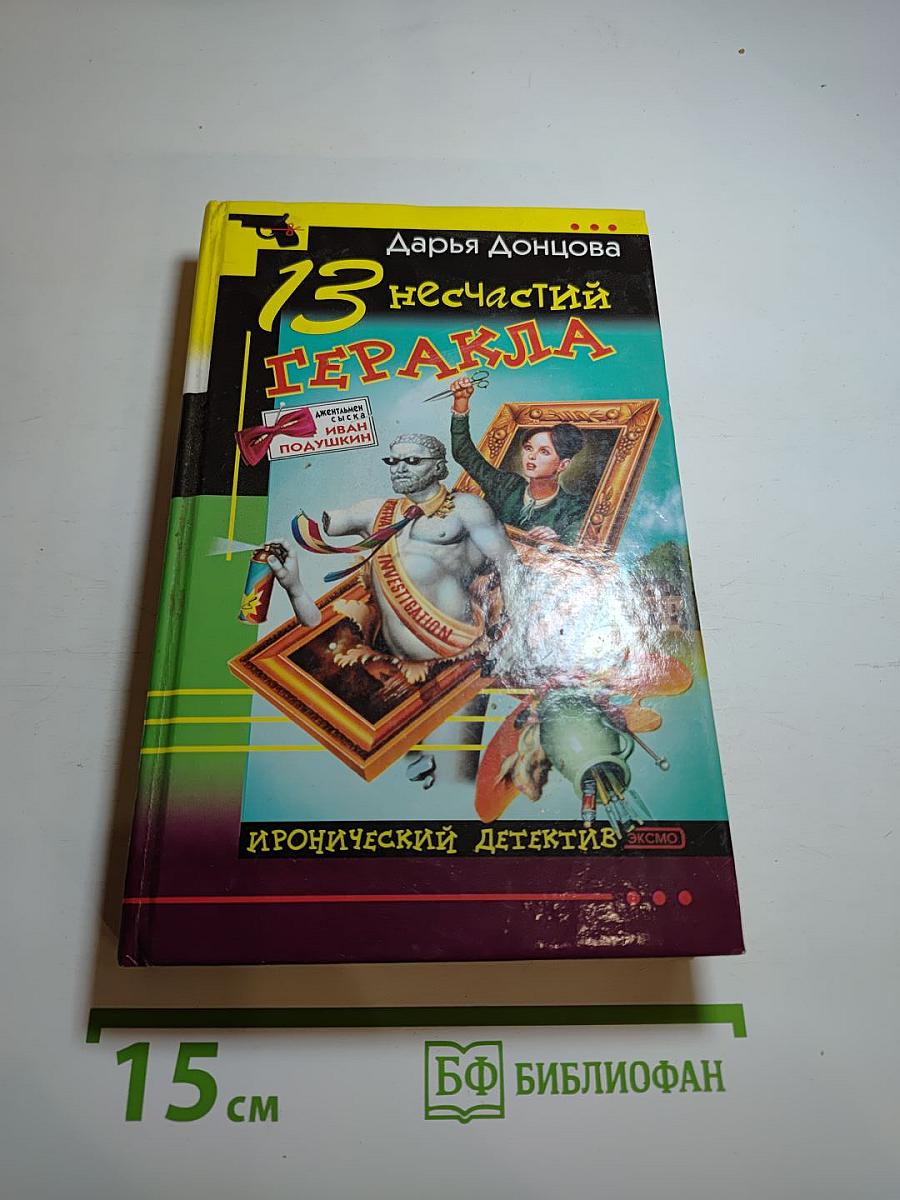 Дарья Донцова
13 несчастий
Геракла
джентльмен
сыска
Иван
Подушкин
INVESTIGATION
Иронический детектив
ЭКСМО
15 см
БФ БИБЛИОФАН